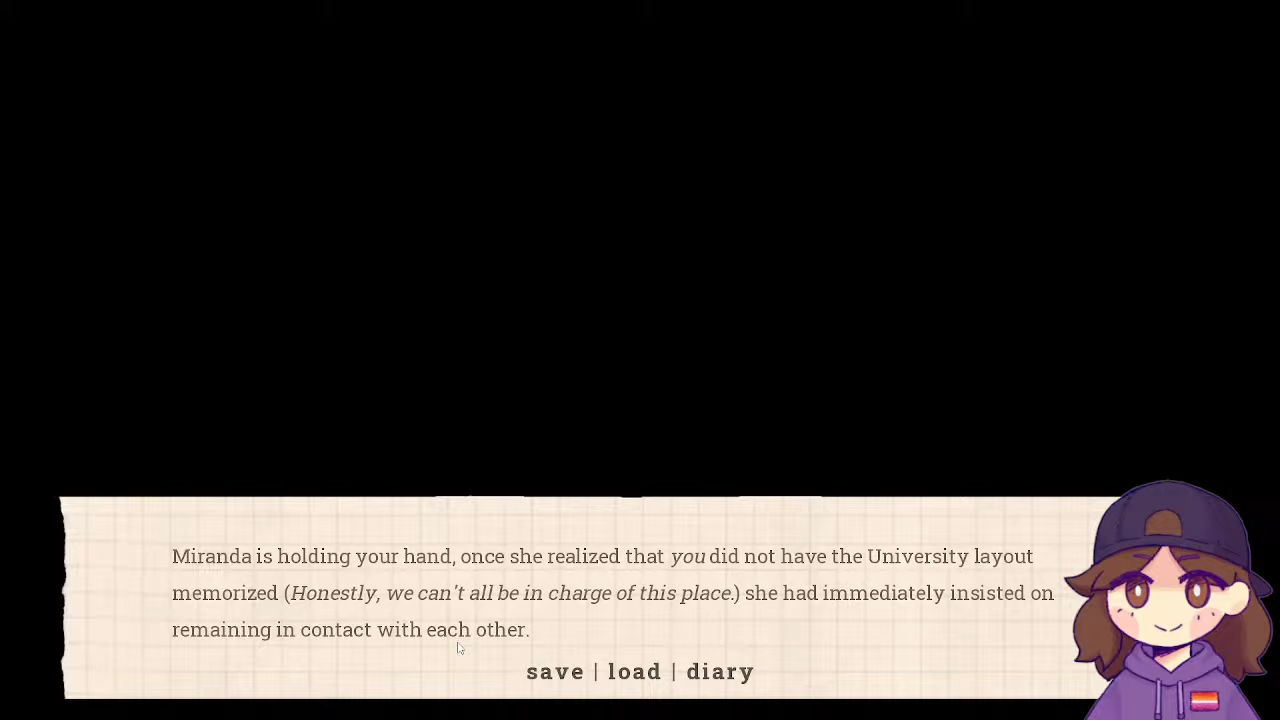 Miranda is holding your hand, once she realized that you did not have the University layout
memorized (Honestly, we can't all be in charge of this place.) she had immediately insisted on
remaining in contact with each other.
save | load | diary